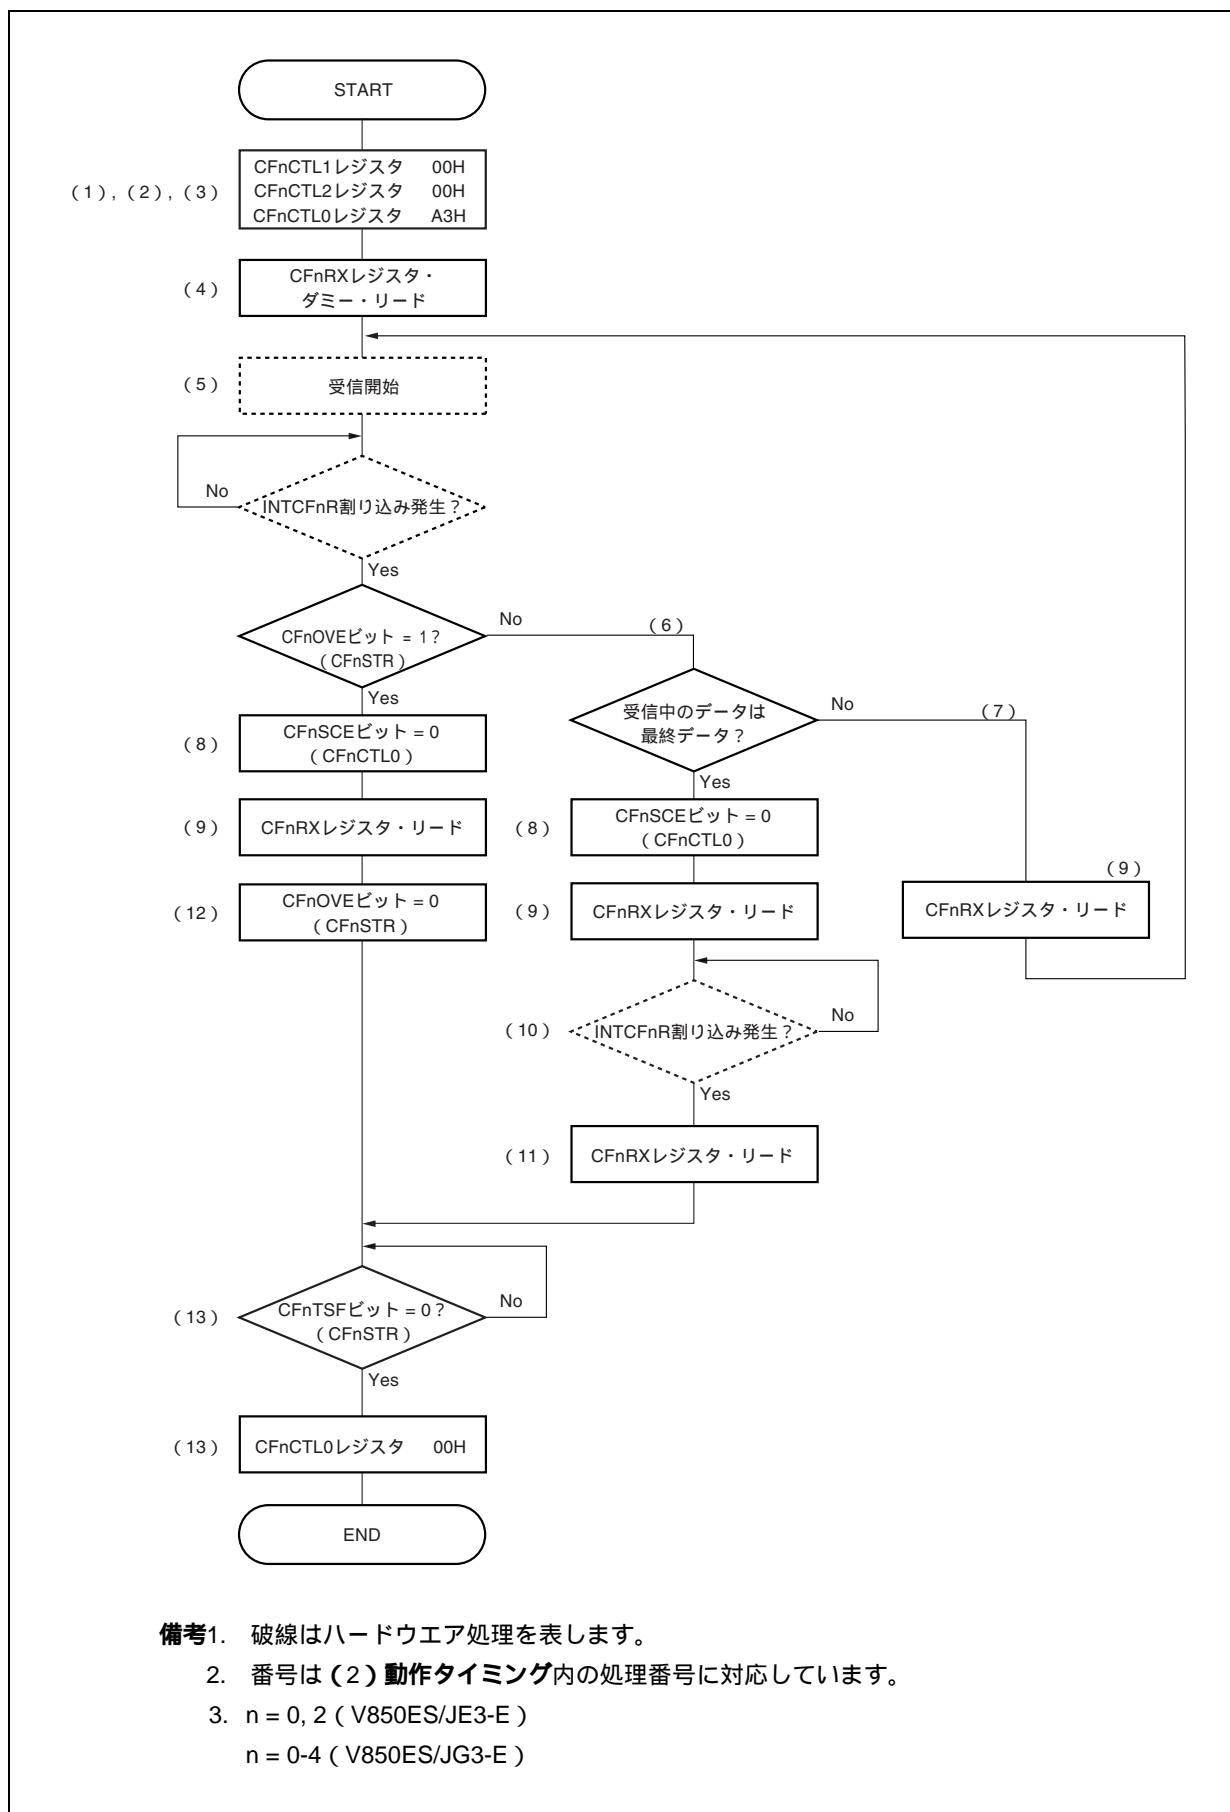 START
(1), (2), (3)
CFnCTL1レジスタ 00H
CFnCTL2レジスタ 00H
CFnCTL0レジスタ A3H
(4)
CFnRXレジスタ・
ダミー・リード
(5)
受信開始
No
INTCFnR割り込み発生?
Yes
CFnOVEビット = 1?
(CFnSTR)
No
(6)
Yes
受信中のデータは
最終データ?
No
(7)
Yes
(8)
CFnSCEビット = 0
(CFnCTL0)
(8)
CFnSCEビット = 0
(CFnCTL0)
(9)
CFnRXレジスタ・リード
(9)
CFnRXレジスタ・リード
(9)
CFnRXレジスタ・リード
(12)
CFnOVEビット = 0
(CFnSTR)
(10)
INTCFnR割り込み発生?
No
Yes
(11)
CFnRXレジスタ・リード
(13)
CFnTSFビット = 0?
(CFnSTR)
No
Yes
(13)
CFnCTL0レジスタ 00H
END
備考1. 破線はハードウエア処理を表します。
2. 番号は(2)動作タイミング内の処理番号に対応しています。
3. n = 0, 2(V850ES/JE3-E)
n = 0-4(V850ES/JG3-E)